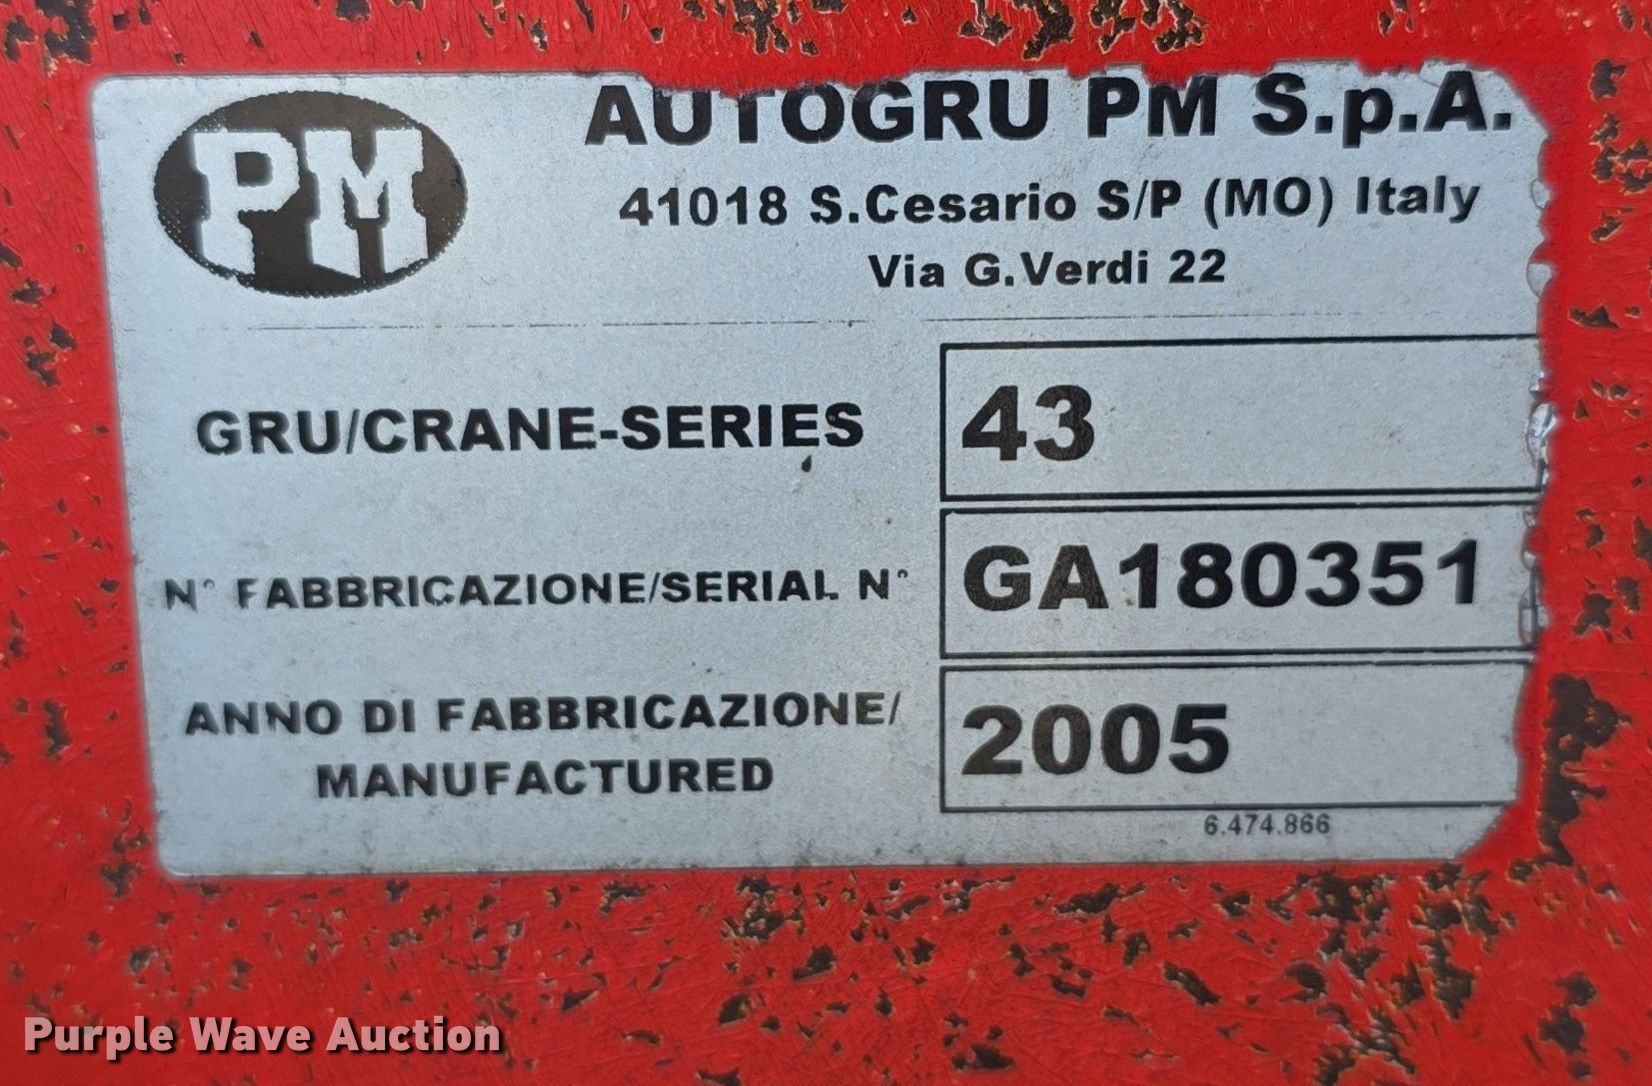 PM
AUTOGRU PM S.p.A.
41018 S.Cesario S/P (MO) Italy
Via G.Verdi 22
GRU/CRANE-SERIES 43
N° FABBRICAZIONE/SERIAL N° GA180351
ANNO DI FABBRICAZIONE/
MANUFACTURED 2005
6.474.866
Purple Wave Auction